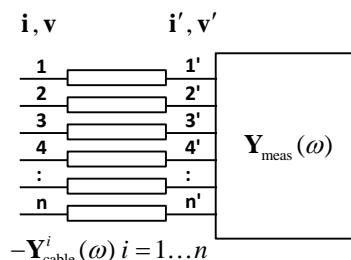 i , v i′, v′
1 1'
2 2'
3 3'
4 4'
: :
n n'
Y_meas(ω)
−Y^i_cable(ω) i = 1…n